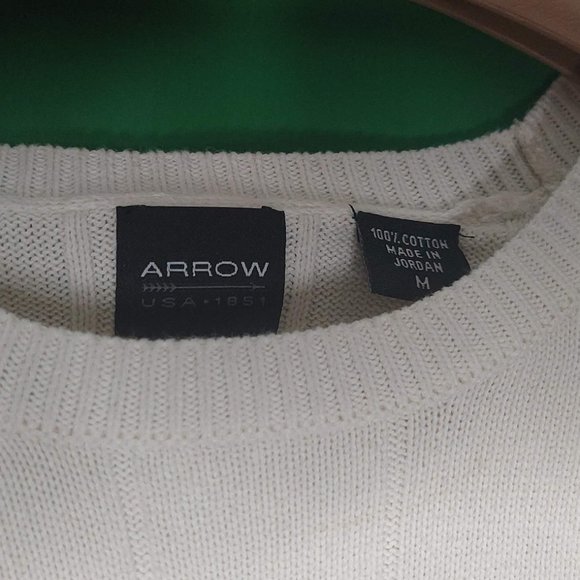 ARROW
USA • 1851
100% COTTON
MADE IN
JORDAN
M